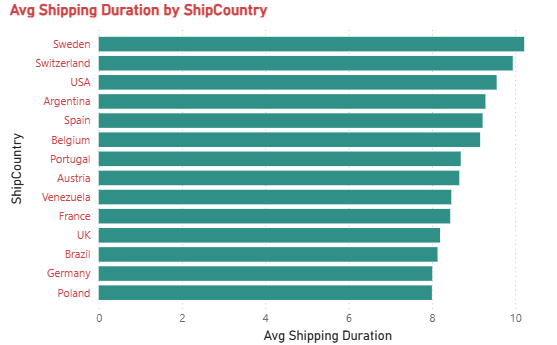 Avg Shipping Duration by ShipCountry
ShipCountry
Sweden
Switzerland
USA
Argentina
Spain
Belgium
Portugal
Austria
Venezuela
France
UK
Brazil
Germany
Poland
0 2 4 6 8 10
Avg Shipping Duration